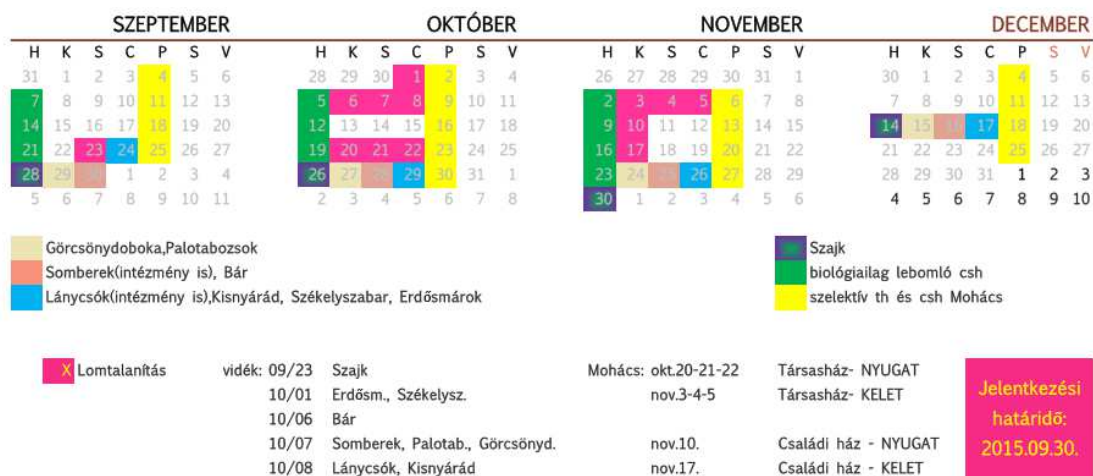 SZEPTEMBER OKTÓBER NOVEMBER DECEMBER
H K S C P S V H K S C P S V H K S C P S V H K S C P S V
31 1 2 3 4 5 6 28 29 30 1 2 3 4 26 27 28 29 30 31 1 30 1 2 3 4 5 6
7 8 9 10 11 12 13 5 6 7 8 9 10 11 2 3 4 5 6 7 8 7 8 9 10 11 12 13
14 15 16 17 18 19 20 12 13 14 15 16 17 18 9 10 11 12 13 14 15 14 15 16 17 18 19 20
21 22 23 24 25 26 27 19 20 21 22 23 24 25 16 17 18 19 20 21 22 21 22 23 24 25 26 27
28 29 30 1 2 3 4 26 27 28 29 30 31 1 23 24 25 26 27 28 29 28 29 30 31 1 2 3
5 6 7 8 9 10 11 2 3 4 5 6 7 8 30 1 2 3 4 5 6 4 5 6 7 8 9 10
Görcsönydoboka,Palotabozsok
Somberek(intézmény is), Bár
Lánycsók(intézmény is),Kisnyárád, Székelyszabar, Erdősmárok
Szajk
biológiailag lebomló csh
szelektív th és csh Mohács
X Lomtalanítás vidék: 09/23 Szajk Mohács: okt.20-21-22 Társasház- NYUGAT
10/01 Erdősm., Székelysz. nov.3-4-5 Társasház- KELET
10/06 Bár
10/07 Somberek, Palotab., Görcsönyd. nov.10. Családi ház - NYUGAT
10/08 Lánycsók, Kisnyárád nov.17. Családi ház - KELET
Jelentkezési
határidő:
2015.09.30.